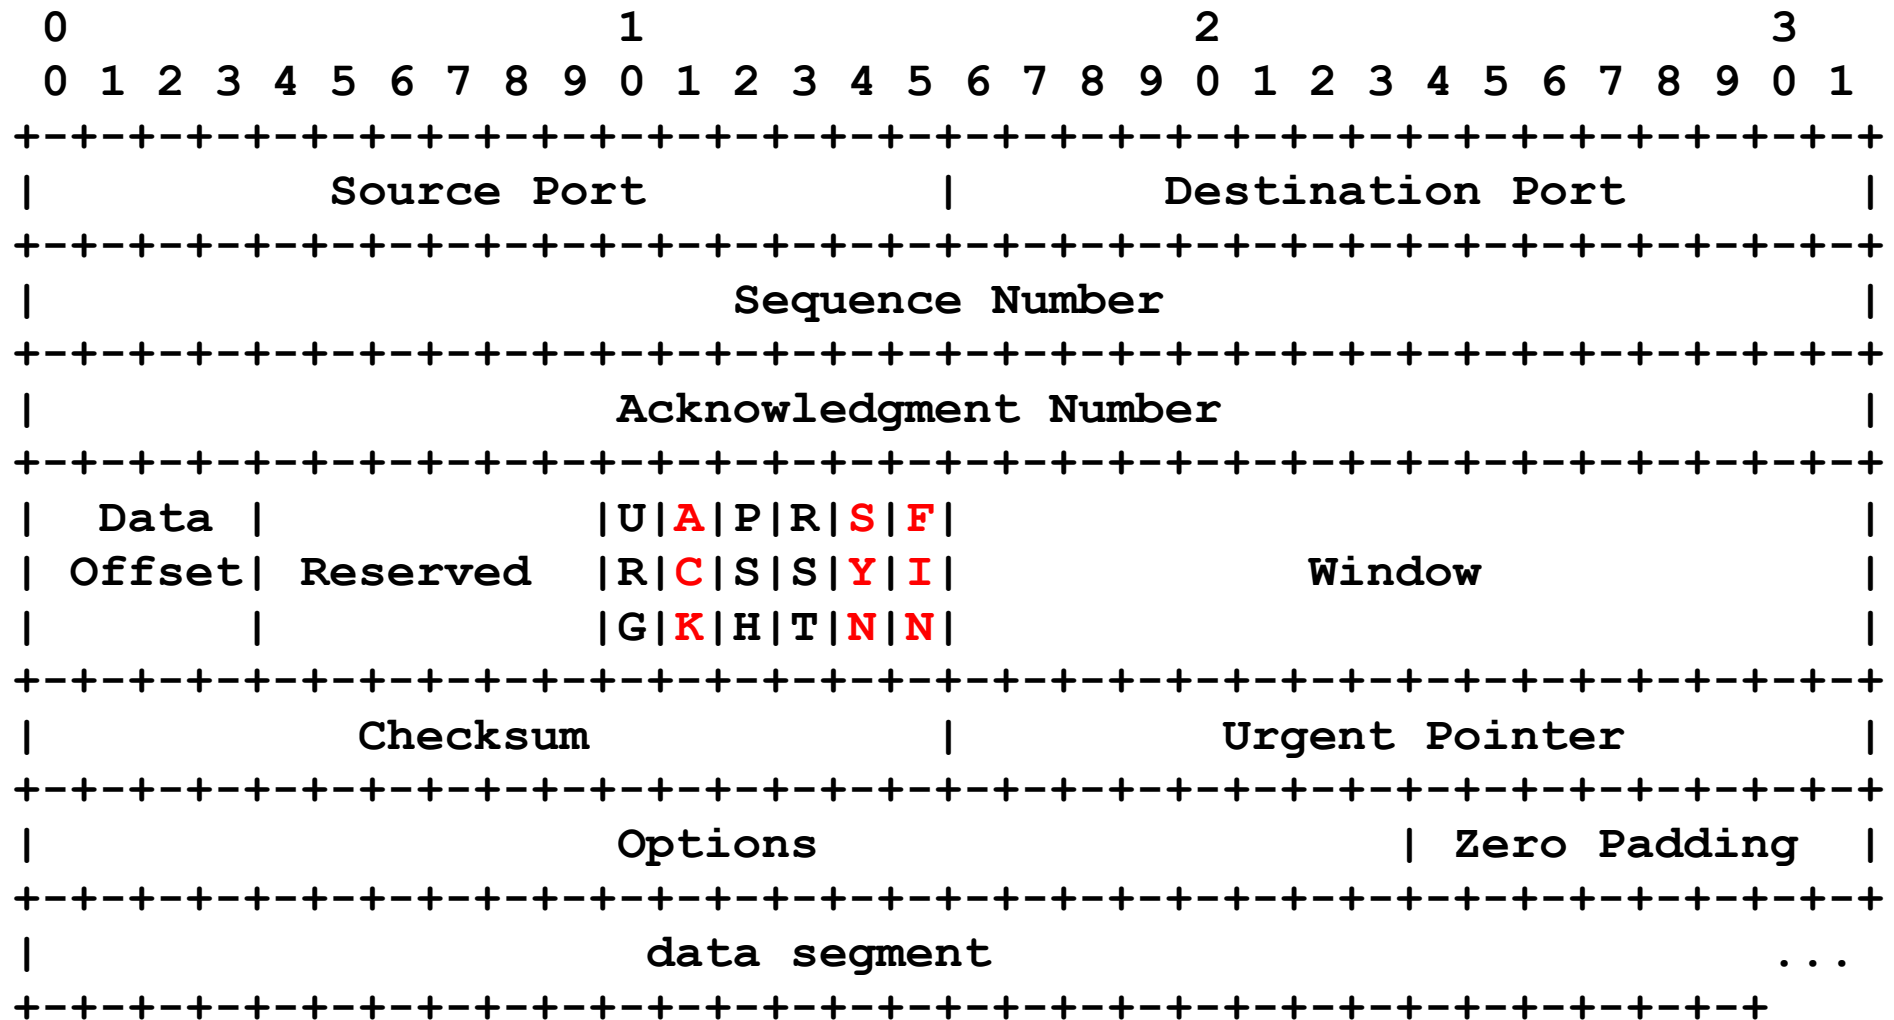 0                   1                   2                   3
 0 1 2 3 4 5 6 7 8 9 0 1 2 3 4 5 6 7 8 9 0 1 2 3 4 5 6 7 8 9 0 1
+-+-+-+-+-+-+-+-+-+-+-+-+-+-+-+-+-+-+-+-+-+-+-+-+-+-+-+-+-+-+-+-+
|          Source Port          |       Destination Port        |
+-+-+-+-+-+-+-+-+-+-+-+-+-+-+-+-+-+-+-+-+-+-+-+-+-+-+-+-+-+-+-+-+
|                        Sequence Number                        |
+-+-+-+-+-+-+-+-+-+-+-+-+-+-+-+-+-+-+-+-+-+-+-+-+-+-+-+-+-+-+-+-+
|                    Acknowledgment Number                      |
+-+-+-+-+-+-+-+-+-+-+-+-+-+-+-+-+-+-+-+-+-+-+-+-+-+-+-+-+-+-+-+-+
|  Data |           |U|A|P|R|S|F|                               |
| Offset| Reserved  |R|C|S|S|Y|I|            Window             |
|       |           |G|K|H|T|N|N|                               |
+-+-+-+-+-+-+-+-+-+-+-+-+-+-+-+-+-+-+-+-+-+-+-+-+-+-+-+-+-+-+-+-+
|           Checksum            |         Urgent Pointer        |
+-+-+-+-+-+-+-+-+-+-+-+-+-+-+-+-+-+-+-+-+-+-+-+-+-+-+-+-+-+-+-+-+
|                    Options                    | Zero Padding  |
+-+-+-+-+-+-+-+-+-+-+-+-+-+-+-+-+-+-+-+-+-+-+-+-+-+-+-+-+-+-+-+-+
|                     data segment                           ...
+-+-+-+-+-+-+-+-+-+-+-+-+-+-+-+-+-+-+-+-+-+-+-+-+-+-+-+-+-+-+